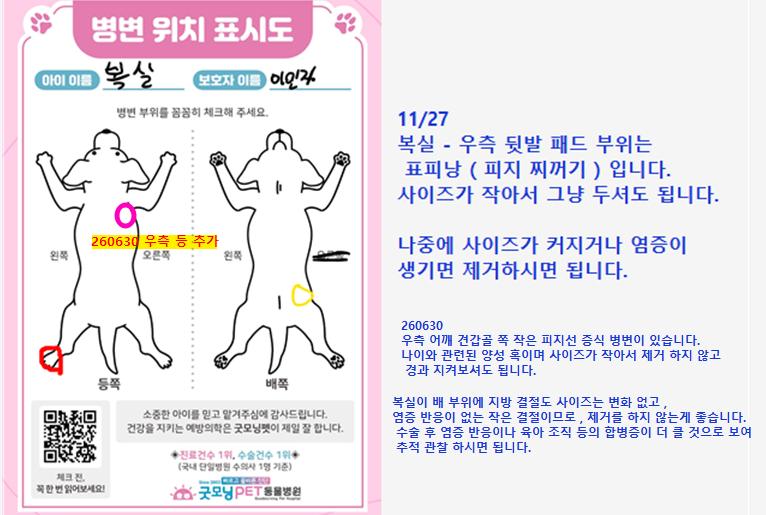 병변 위치 표시도
아이 이름 복실 보호자 이름
병변 부위를 꼼꼼히 체크해 주세요.
260630 우측 등 추가
왼쪽 오른쪽 왼쪽
등쪽 배쪽
체크 전,
꼭 한 번 읽어보세요!
소중한 아이를 믿고 맡겨주심에 감사드립니다.
건강을 지키는 예방의학은 굿모닝펫이 제일 잘 합니다.
진료건수 1위, 수술건수 1위
(국내 단일병원 수의사 1명 기준)
Since 2002 빠르고 올바른 진단
굿모닝PET동물병원
11/27
복실 - 우측 뒷발 패드 부위는
표피낭 ( 피지 찌꺼기 ) 입니다.
사이즈가 작아서 그냥 두셔도 됩니다.
나중에 사이즈가 커지거나 염증이
생기면 제거하시면 됩니다.
260630
우측 어깨 견갑골 쪽 작은 피지선 증식 병변이 있습니다.
나이와 관련된 양성 혹이며 사이즈가 작아서 제거 하지 않고
경과 지켜보셔도 됩니다.
복실이 배 부위에 지방 결절도 사이즈는 변화 없고 ,
염증 반응이 없는 작은 결절이므로 , 제거를 하지 않는게 좋습니다.
수술 후 염증 반응이나 육아 조직 등의 합병증이 더 클 것으로 보여
추적 관찰 하시면 됩니다.